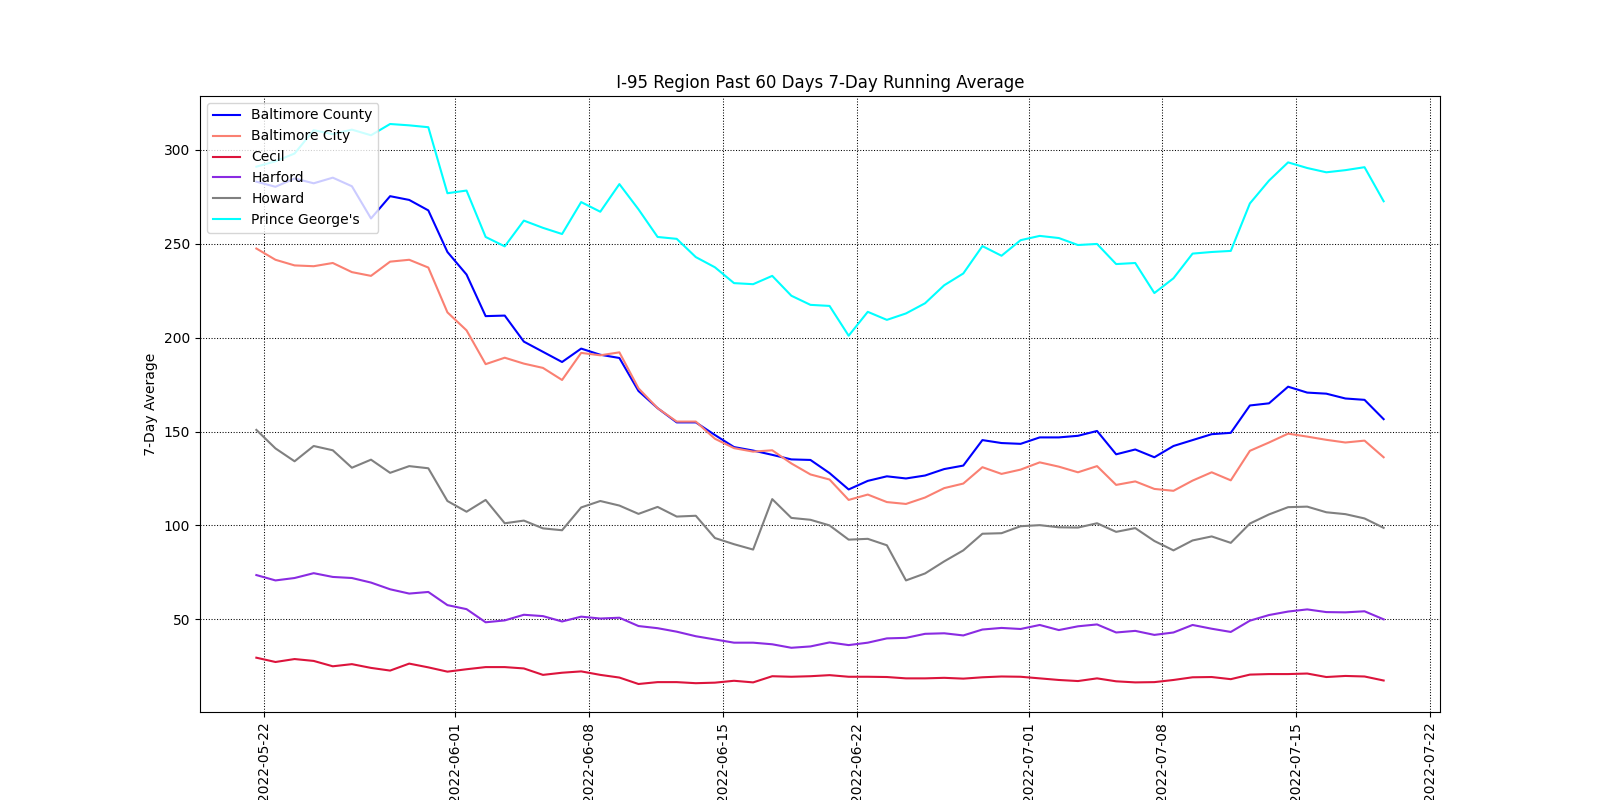 I-95 Region Past 60 Days 7-Day Running Average
Baltimore County
Baltimore City
Cecil
Harford
Howard
Prince George's
300
250
200
150
100
50
7-Day Average
2022-05-22
2022-06-01
2022-06-08
2022-06-15
2022-06-22
2022-07-01
2022-07-08
2022-07-15
2022-07-22